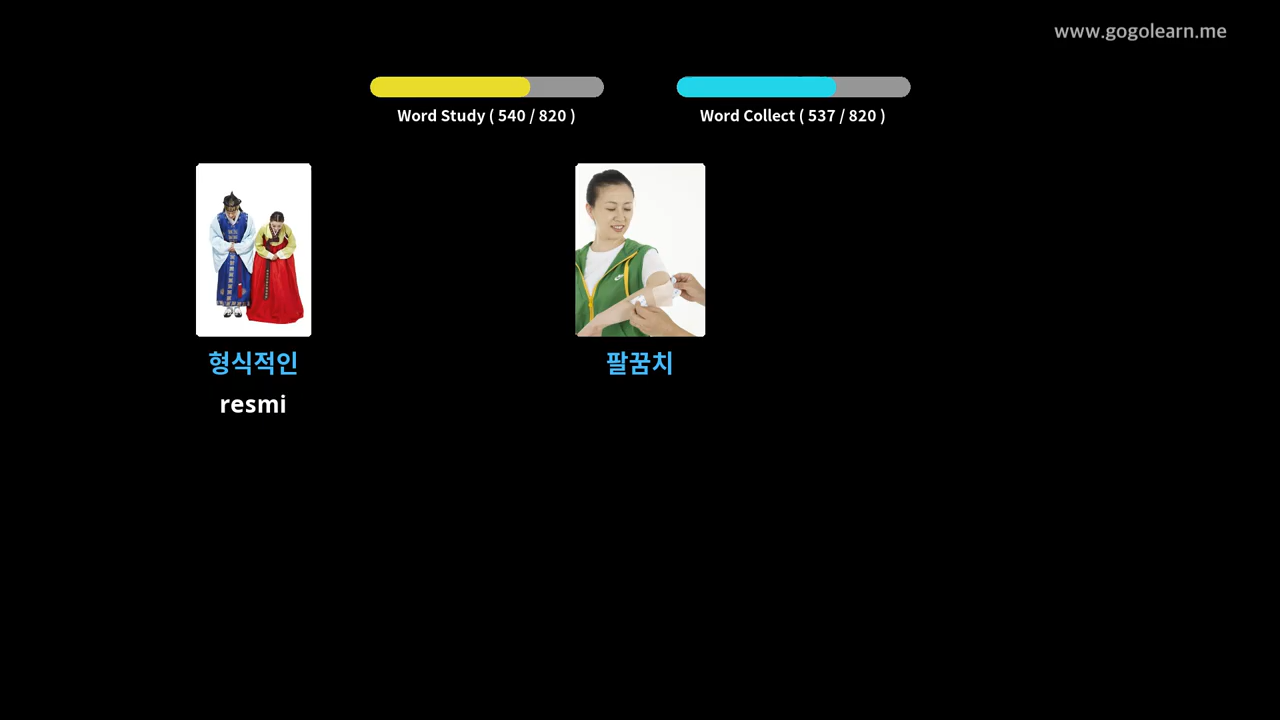 www.gogolearn.me
Word Study ( 540 / 820 )
Word Collect ( 537 / 820 )
형식적인
팔꿈치
resmi